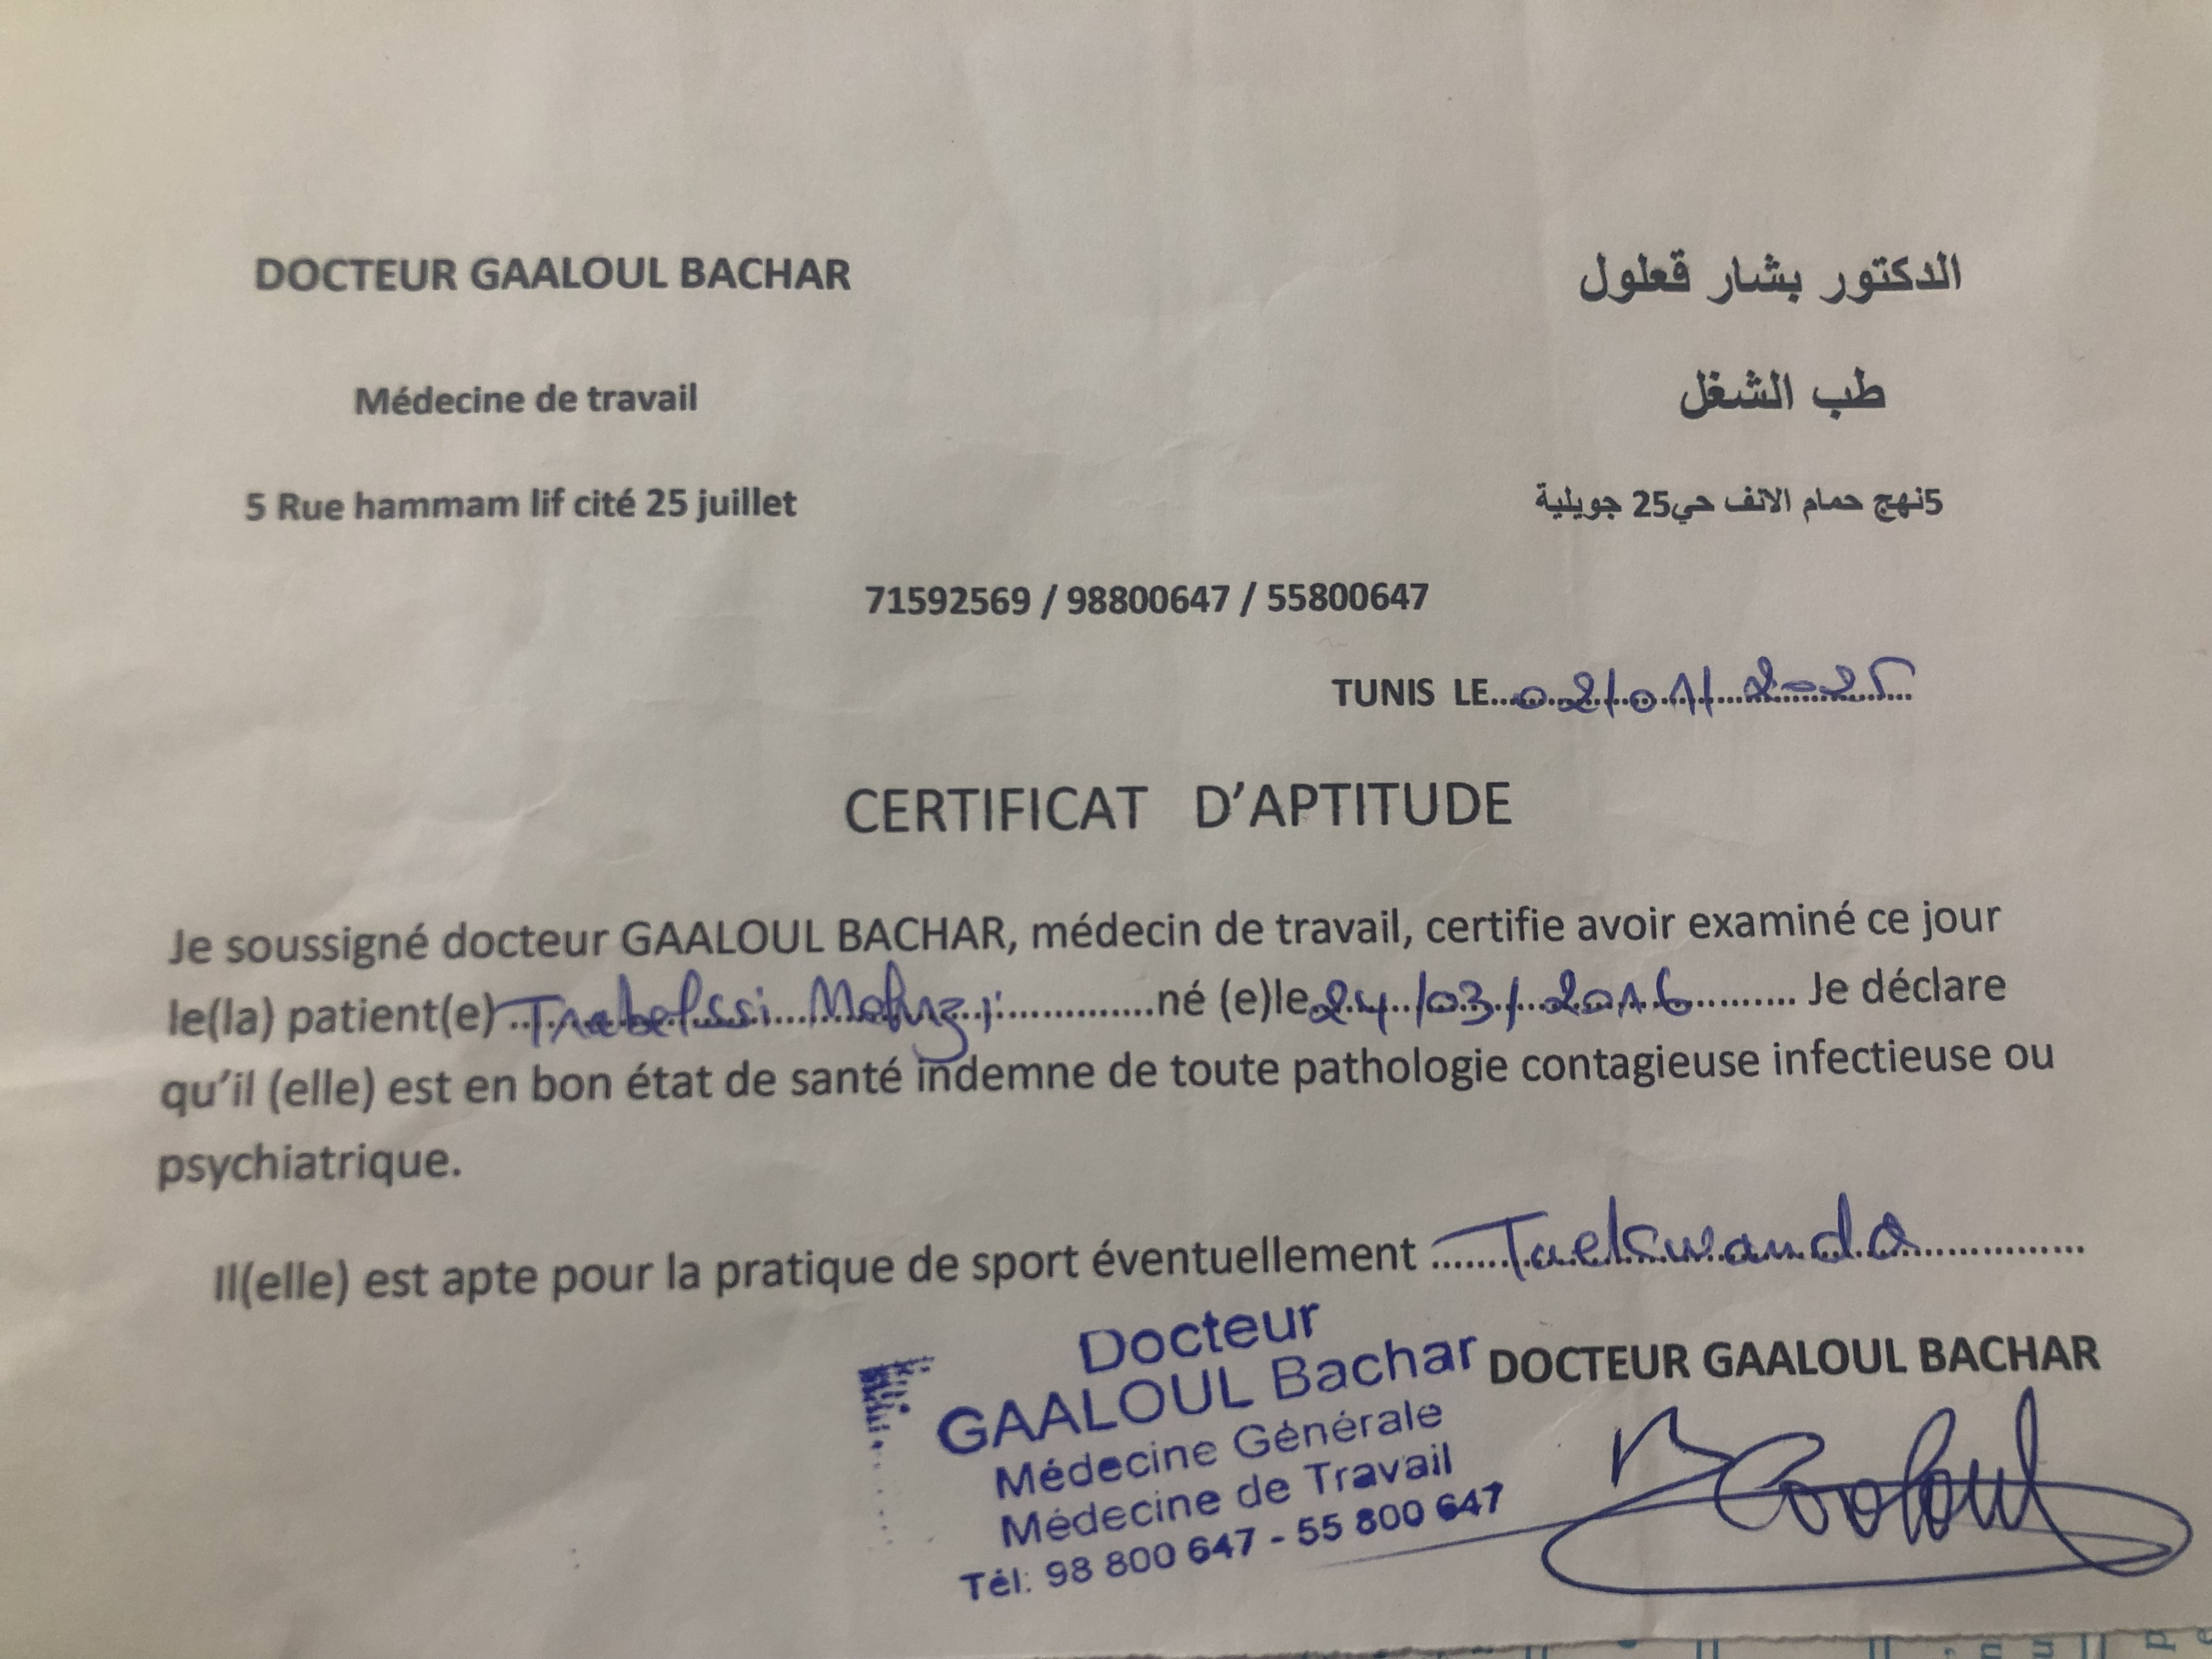 DOCTEUR GAALOUL BACHAR
الدكتور بشار قعلول
Médecine de travail
طب الشغل
5 Rue hammam lif cité 25 juillet
5نهج حمام الانف حي25 جويلية
71592569 / 98800647 / 55800647
TUNIS LE...02/01/2025
CERTIFICAT D'APTITUDE
Je soussigné docteur GAALOUL BACHAR, médecin de travail, certifie avoir examiné ce jour
le(la) patient(e) Trabelssi ............né (e)le 24/03/2016.......... Je déclare
qu'il (elle) est en bon état de santé indemne de toute pathologie contagieuse infectieuse ou
psychiatrique.
Il(elle) est apte pour la pratique de sport éventuellement ......Taekwando...............
Docteur
GAALOUL Bachar
Médecine Générale
Médecine de Travail
Tél: 98 800 647 - 55 800 647
DOCTEUR GAALOUL BACHAR